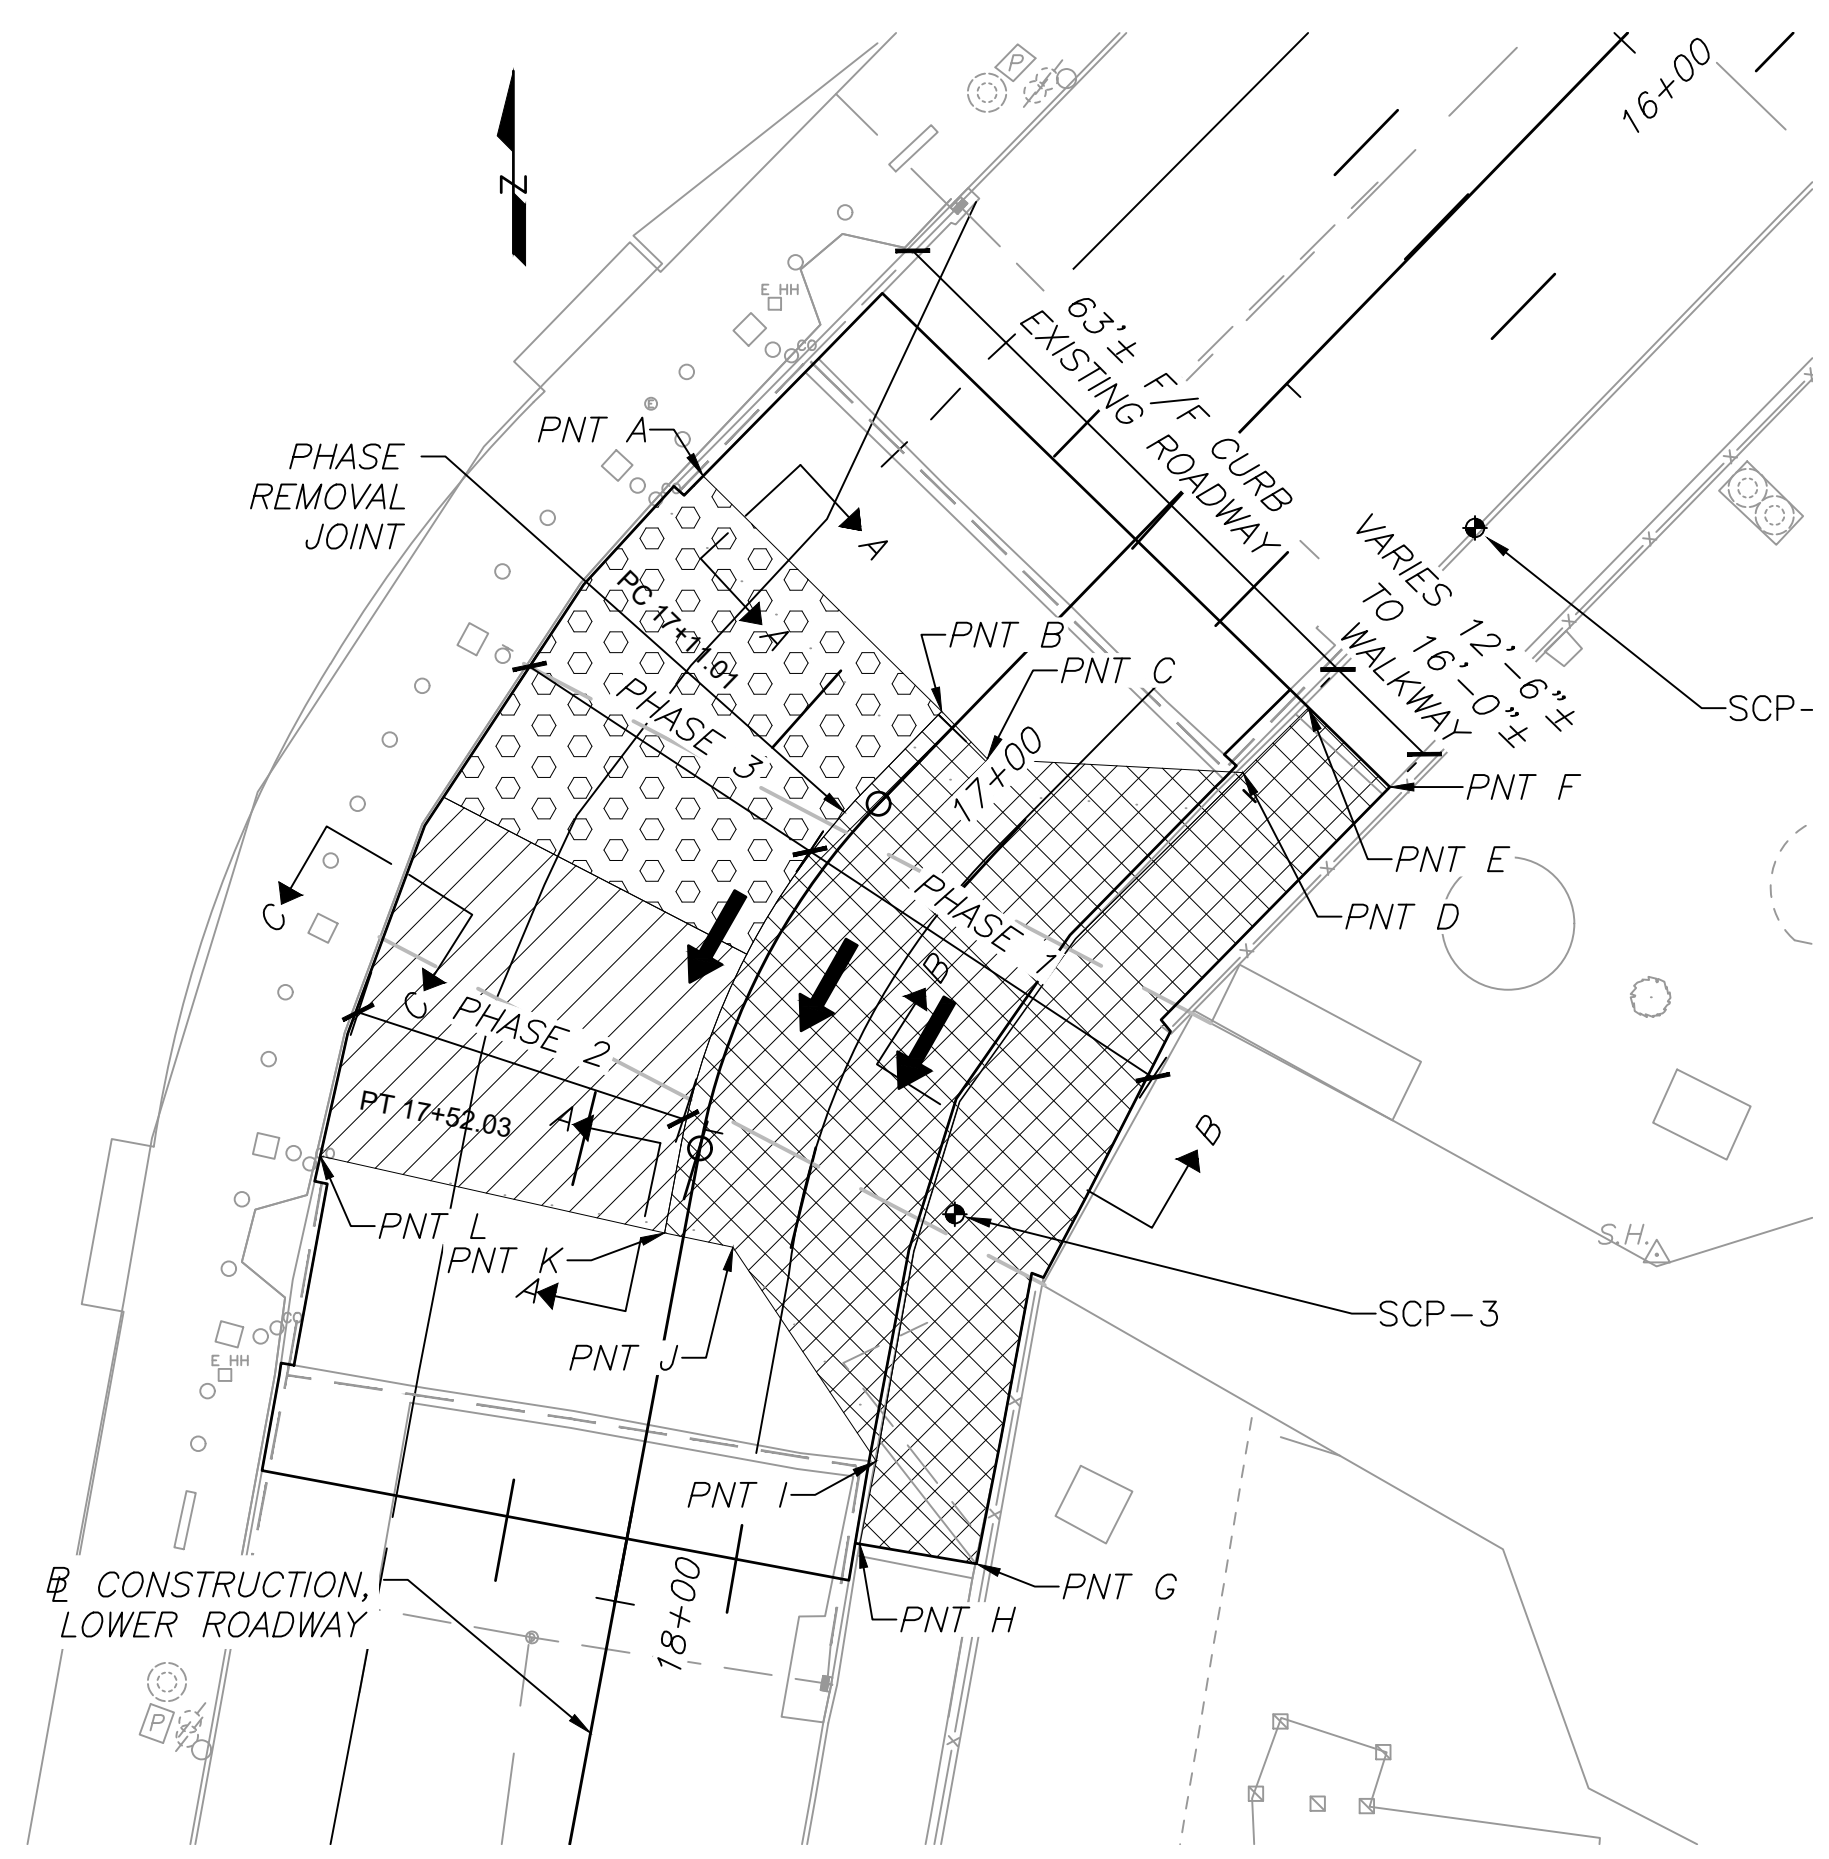 P
16+00
Z
E HH
CO
63'± F/F CURB
EXISTING ROADWAY
PNT A
PHASE
REMOVAL
JOINT
A
A
VARIES 12'-6"±
TO 16'-0"±
WALKWAY
PC 17+11.01
PNT B
PNT C
SCP-
PHASE 3
17+00
PNT F
PNT E
PNT D
C
PHASE 1
B
C
PHASE 2
PT 17+52.03
A
B
PNT L
PNT K
S.H.
A
SCP-3
CO
PNT J
E HH
PNT I
PNT G
PNT H
18+00
B CONSTRUCTION,
LOWER ROADWAY
P